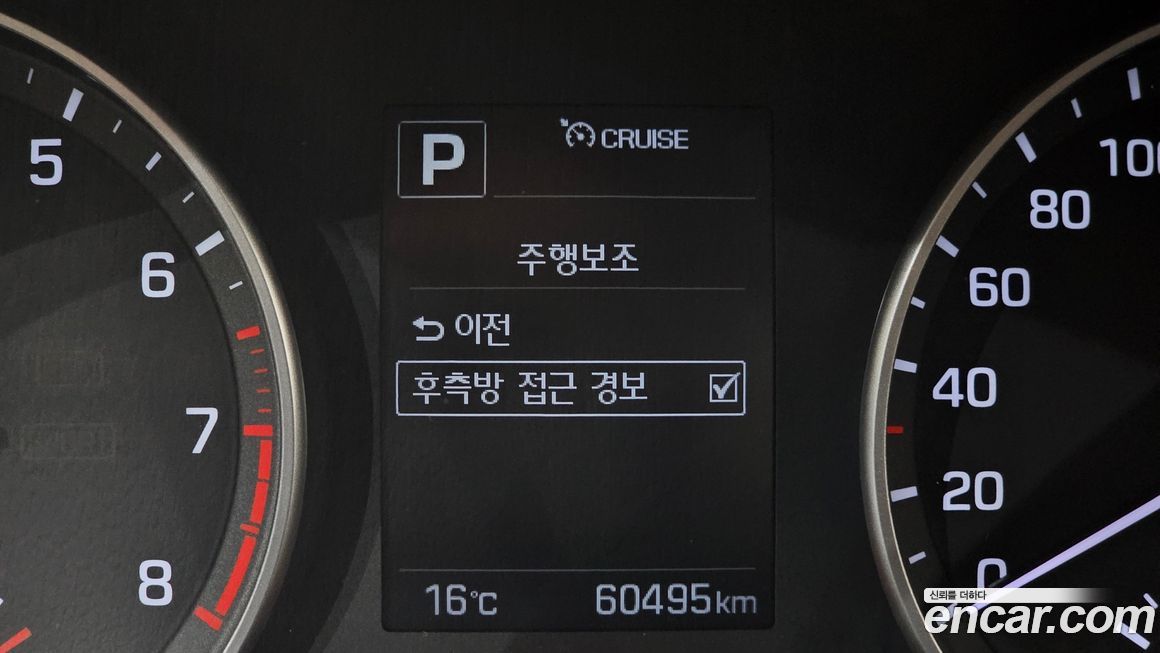 5
6
7
8
P
CRUISE
주행보조
이전
후측방 접근 경보
16°C
60495km
100
80
60
40
20
0
신뢰를 더하다
encar.com